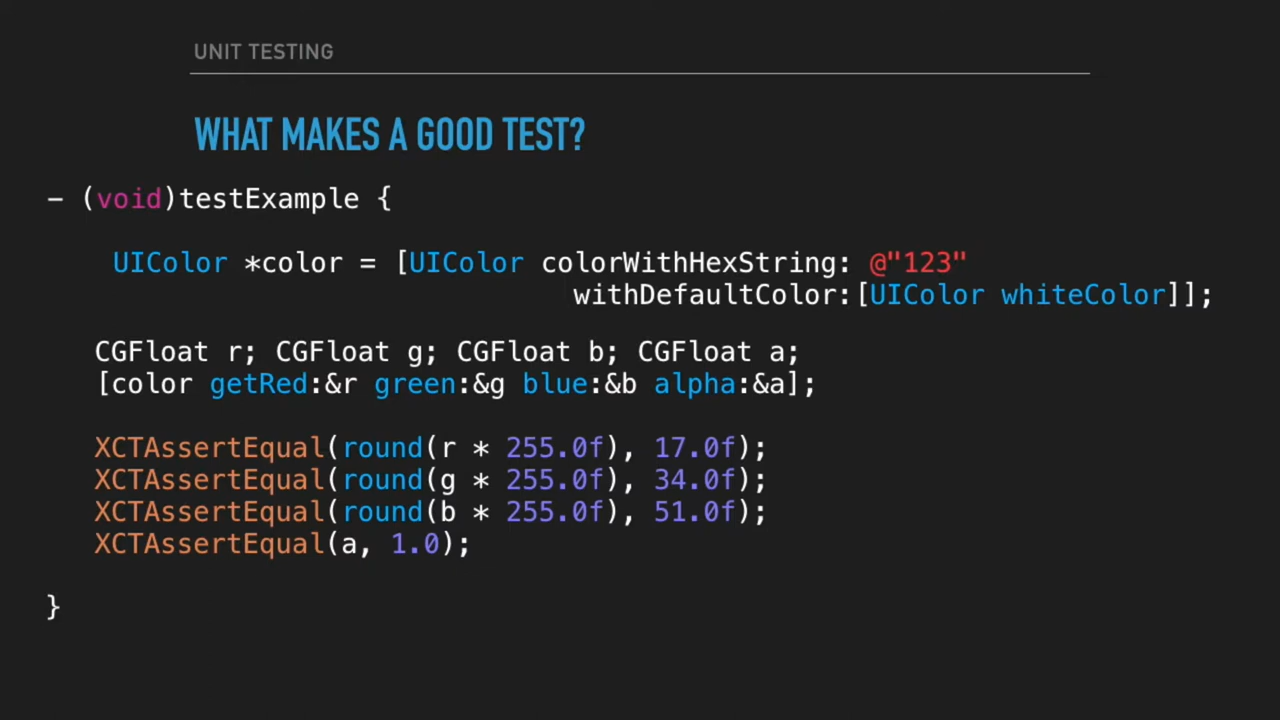 UNIT TESTING
WHAT MAKES A GOOD TEST?
- (void)testExample {
UIColor *color = [UIColor colorWithHexString: @"123"
withDefaultColor:[UIColor whiteColor]];
CGFloat r; CGFloat g; CGFloat b; CGFloat a;
[color getRed:&r green:&g blue:&b alpha:&a];
XCTAssertEqual(round(r * 255.0f), 17.0f);
XCTAssertEqual(round(g * 255.0f), 34.0f);
XCTAssertEqual(round(b * 255.0f), 51.0f);
XCTAssertEqual(a, 1.0);
}